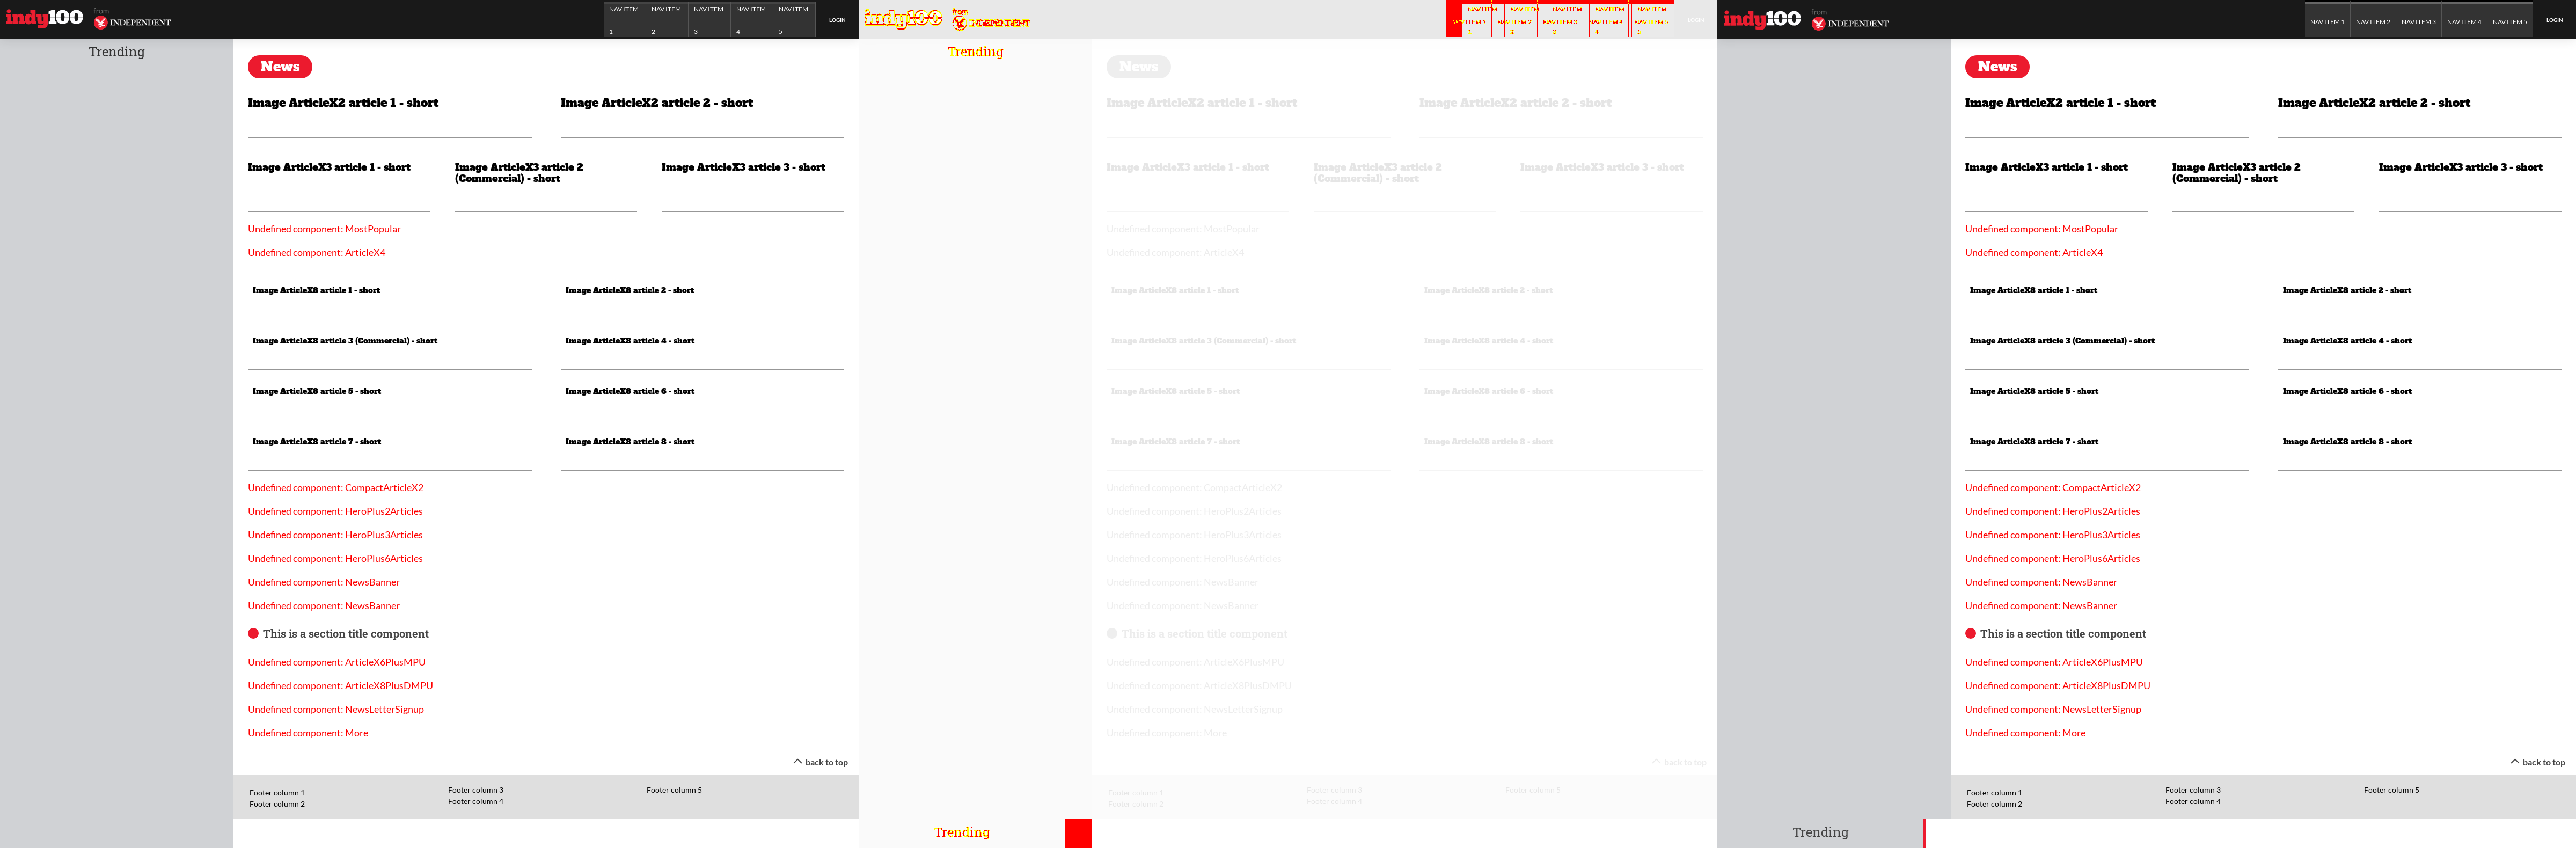 indy100
from
INDEPENDENT
NAV ITEM 1
NAV ITEM 2
NAV ITEM 3
NAV ITEM 4
NAV ITEM 5
LOGIN
Trending
News
Image ArticleX2 article 1 - short
Image ArticleX2 article 2 - short
Image ArticleX3 article 1 - short
Image ArticleX3 article 2
(Commercial) - short
Image ArticleX3 article 3 - short
Undefined component: MostPopular
Undefined component: ArticleX4
Image ArticleX8 article 1 - short
Image ArticleX8 article 2 - short
Image ArticleX8 article 3 (Commercial) - short
Image ArticleX8 article 4 - short
Image ArticleX8 article 5 - short
Image ArticleX8 article 6 - short
Image ArticleX8 article 7 - short
Image ArticleX8 article 8 - short
Undefined component: CompactArticleX2
Undefined component: HeroPlus2Articles
Undefined component: HeroPlus3Articles
Undefined component: HeroPlus6Articles
Undefined component: NewsBanner
Undefined component: NewsBanner
This is a section title component
Undefined component: ArticleX6PlusMPU
Undefined component: ArticleX8PlusDMPU
Undefined component: NewsLetterSignup
Undefined component: More
back to top
Footer column 1
Footer column 2
Footer column 3
Footer column 4
Footer column 5
indy100
from
INDEPENDENT
LOGIN
Trending
News
Image ArticleX2 article 1 - short
Image ArticleX2 article 2 - short
Image ArticleX3 article 1 - short
Image ArticleX3 article 2
(Commercial) - short
Image ArticleX3 article 3 - short
Undefined component: MostPopular
Undefined component: ArticleX4
Image ArticleX8 article 1 - short
Image ArticleX8 article 2 - short
Image ArticleX8 article 3 (Commercial) - short
Image ArticleX8 article 4 - short
Image ArticleX8 article 5 - short
Image ArticleX8 article 6 - short
Image ArticleX8 article 7 - short
Image ArticleX8 article 8 - short
Undefined component: CompactArticleX2
Undefined component: HeroPlus2Articles
Undefined component: HeroPlus3Articles
Undefined component: HeroPlus6Articles
Undefined component: NewsBanner
Undefined component: NewsBanner
This is a section title component
Undefined component: ArticleX6PlusMPU
Undefined component: ArticleX8PlusDMPU
Undefined component: NewsLetterSignup
Undefined component: More
back to top
Footer column 1
Footer column 2
Footer column 3
Footer column 4
Footer column 5
Trending
indy100
from
INDEPENDENT
NAV ITEM 1
NAV ITEM 2
NAV ITEM 3
NAV ITEM 4
NAV ITEM 5
LOGIN
News
Image ArticleX2 article 1 - short
Image ArticleX2 article 2 - short
Image ArticleX3 article 1 - short
Image ArticleX3 article 2
(Commercial) - short
Image ArticleX3 article 3 - short
Undefined component: MostPopular
Undefined component: ArticleX4
Image ArticleX8 article 1 - short
Image ArticleX8 article 2 - short
Image ArticleX8 article 3 (Commercial) - short
Image ArticleX8 article 4 - short
Image ArticleX8 article 5 - short
Image ArticleX8 article 6 - short
Image ArticleX8 article 7 - short
Image ArticleX8 article 8 - short
Undefined component: CompactArticleX2
Undefined component: HeroPlus2Articles
Undefined component: HeroPlus3Articles
Undefined component: HeroPlus6Articles
Undefined component: NewsBanner
Undefined component: NewsBanner
This is a section title component
Undefined component: ArticleX6PlusMPU
Undefined component: ArticleX8PlusDMPU
Undefined component: NewsLetterSignup
Undefined component: More
back to top
Footer column 1
Footer column 2
Footer column 3
Footer column 4
Footer column 5
Trending